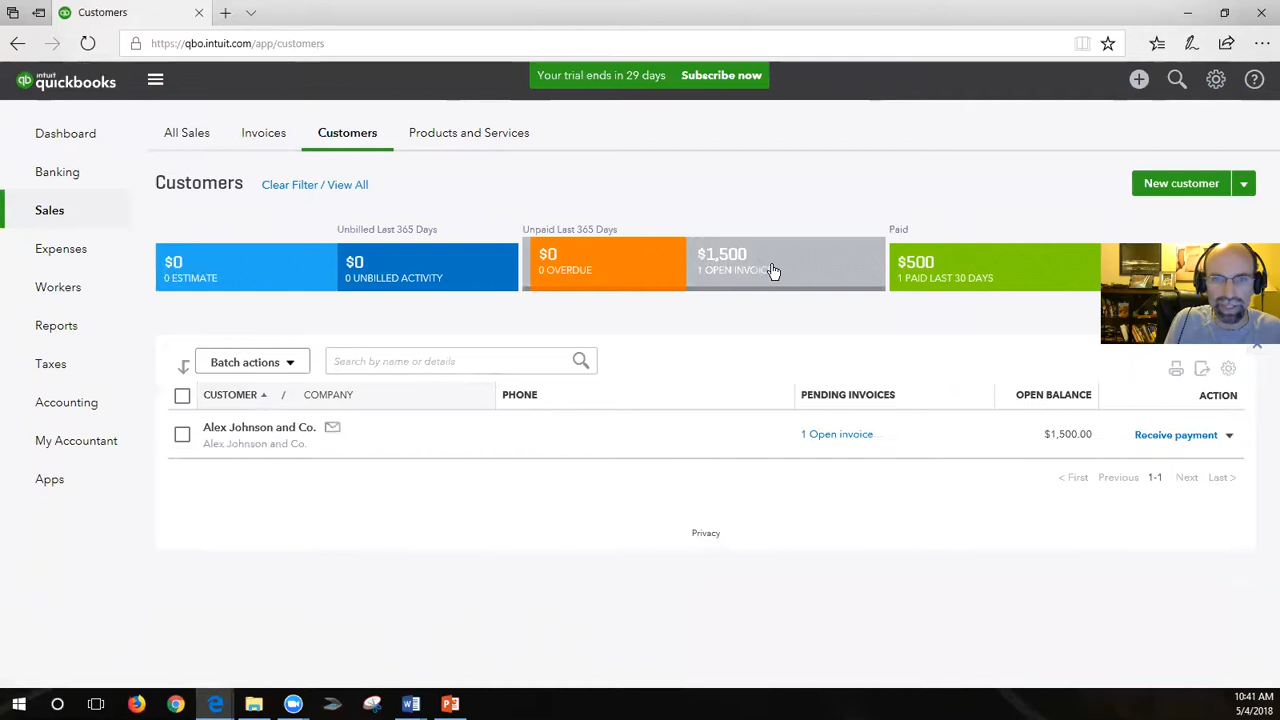 Customers
https://qbo.intuit.com/app/customers
intuit
quickbooks
Your trial ends in 29 days Subscribe now
Dashboard
Banking
Sales
Expenses
Workers
Reports
Taxes
Accounting
My Accountant
Apps
All Sales Invoices Customers Products and Services
Customers Clear Filter / View All
New customer
Unbilled Last 365 Days Unpaid Last 365 Days Paid
$0
0 ESTIMATE
$0
0 UNBILLED ACTIVITY
$0
0 OVERDUE
$1,500
1 OPEN INVOICE
$500
1 PAID LAST 30 DAYS
Batch actions Search by name or details
CUSTOMER / COMPANY PHONE PENDING INVOICES OPEN BALANCE ACTION
Alex Johnson and Co. 1 Open invoice $1,500.00 Receive payment
Alex Johnson and Co.
< First Previous 1-1 Next Last >
Privacy
10:41 AM
5/4/2018